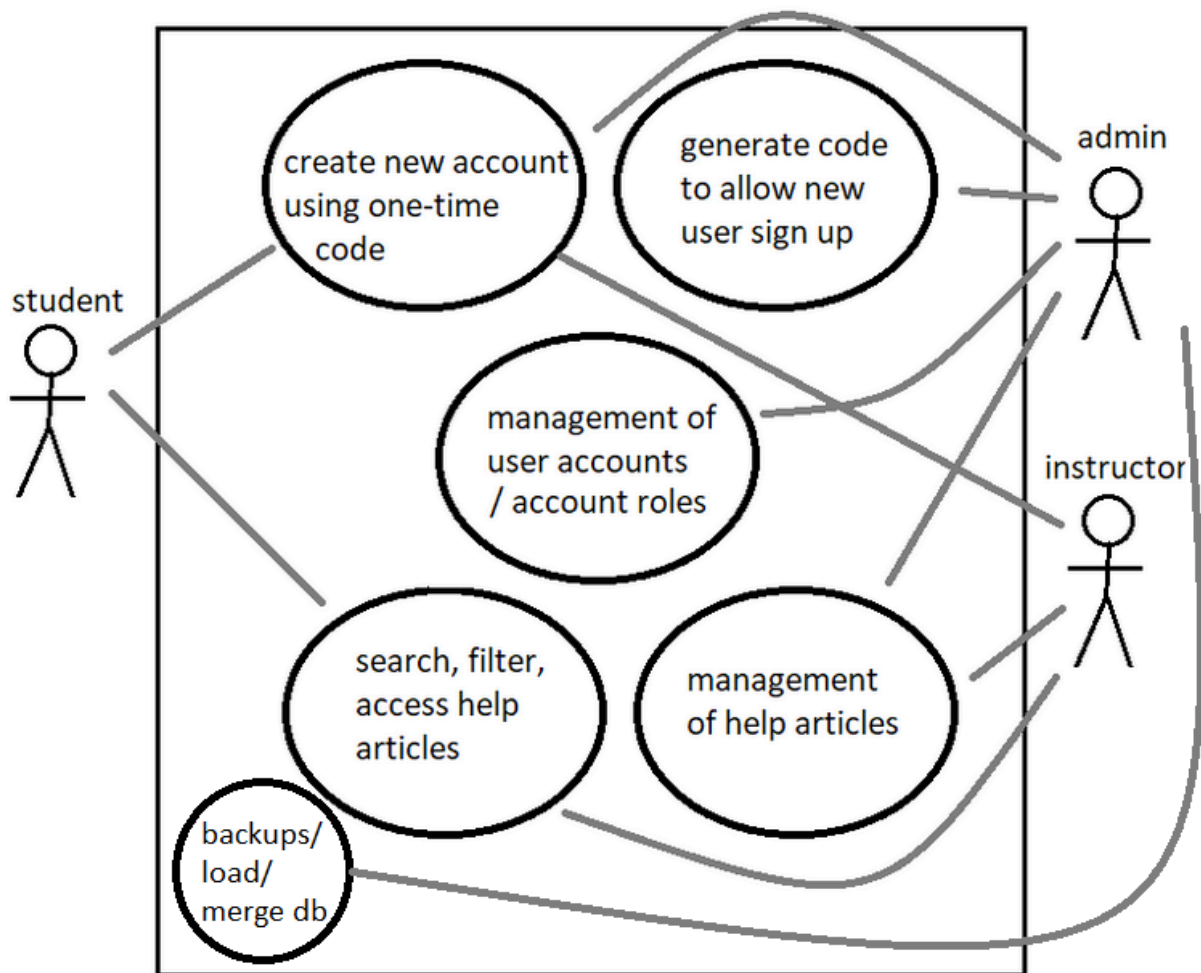 create new account
using one-time
code
generate code
to allow new
user sign up
admin
student
management of
user accounts
/ account roles
instructor
search, filter,
access help
articles
management
of help articles
backups/
load/
merge db